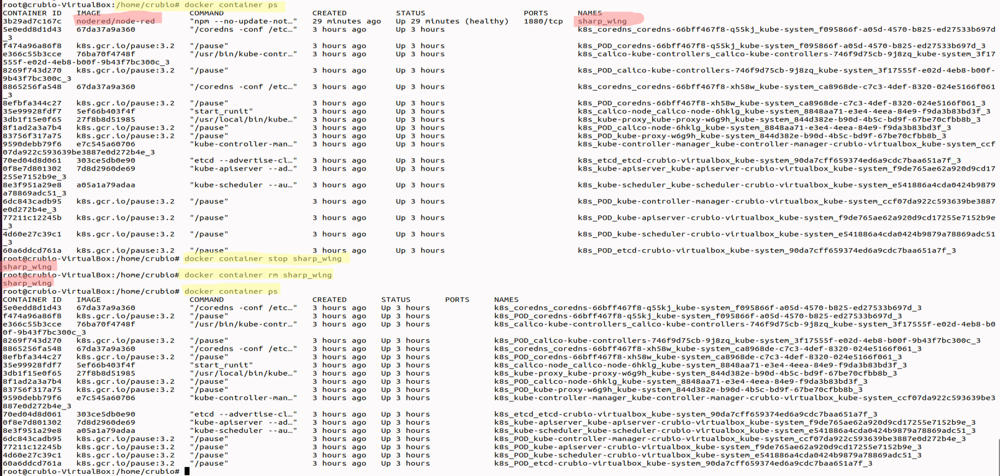 root@crubio-VirtualBox:/home/crubio# docker container ps
CONTAINER ID   IMAGE                  COMMAND                  CREATED          STATUS                    PORTS      NAMES
3b29ad7c167c   nodered/node-red       "npm --no-update-not…"   29 minutes ago   Up 29 minutes (healthy)   1880/tcp   sharp_wing
5e0edd8d1d43   67da37a9a360           "/coredns -conf /etc…"   3 hours ago      Up 3 hours                           k8s_coredns_coredns-66bff467f8-q55kj_kube-system_f095866f-a05d-4570-b825-ed27533b697d
_3
f474a96a86f8   k8s.gcr.io/pause:3.2   "/pause"                 3 hours ago      Up 3 hours                           k8s_POD_coredns-66bff467f8-q55kj_kube-system_f095866f-a05d-4570-b825-ed27533b697d_3
e366c55b3cce   76ba70f4748f           "/usr/bin/kube-contr…"   3 hours ago      Up 3 hours                           k8s_calico-kube-controllers_calico-kube-controllers-746f9d75cb-9j8zq_kube-system_3f17
555f-e02d-4eb8-b00f-9b43f7bc300c_3
8269f743d270   k8s.gcr.io/pause:3.2   "/pause"                 3 hours ago      Up 3 hours                           k8s_POD_calico-kube-controllers-746f9d75cb-9j8zq_kube-system_3f17555f-e02d-4eb8-b00f-
9b43f7bc300c_3
8865256fa548   67da37a9a360           "/coredns -conf /etc…"   3 hours ago      Up 3 hours                           k8s_coredns_coredns-66bff467f8-xh58w_kube-system_ca8968de-c7c3-4def-8320-024e5166f061
_3
8efbfa344c27   k8s.gcr.io/pause:3.2   "/pause"                 3 hours ago      Up 3 hours                           k8s_POD_coredns-66bff467f8-xh58w_kube-system_ca8968de-c7c3-4def-8320-024e5166f061_3
35e99928fdf7   5ef66b403f4f           "start_runit"            3 hours ago      Up 3 hours                           k8s_calico-node_calico-node-6hklg_kube-system_8848aa71-e3e4-4eea-84e9-f9da3b83bd3f_3
3db1f15e0f65   27f8b8d51985           "/usr/local/bin/kube…"   3 hours ago      Up 3 hours                           k8s_kube-proxy_kube-proxy-w6g9h_kube-system_844d382e-b90d-4b5c-bd9f-67be70cfbb8b_3
8f1ad2a3a7b4   k8s.gcr.io/pause:3.2   "/pause"                 3 hours ago      Up 3 hours                           k8s_POD_calico-node-6hklg_kube-system_8848aa71-e3e4-4eea-84e9-f9da3b83bd3f_3
83756f317a75   k8s.gcr.io/pause:3.2   "/pause"                 3 hours ago      Up 3 hours                           k8s_POD_kube-proxy-w6g9h_kube-system_844d382e-b90d-4b5c-bd9f-67be70cfbb8b_3
9590debb79f6   e7c545a60706           "kube-controller-man…"   3 hours ago      Up 3 hours                           k8s_kube-controller-manager_kube-controller-manager-crubio-virtualbox_kube-system_ccf
07da922c593639be3887e0d272b4e_3
70ed04d8d061   303ce5db0e90           "etcd --advertise-cl…"   3 hours ago      Up 3 hours                           k8s_etcd_etcd-crubio-virtualbox_kube-system_90da7cff659374ed6a9cdc7baa651a7f_3
0f8e7d801302   7d8d2960de69           "kube-apiserver --ad…"   3 hours ago      Up 3 hours                           k8s_kube-apiserver_kube-apiserver-crubio-virtualbox_kube-system_f9de765ae62a920d9cd17
255e7152b9e_3
8e3f951a29e8   a05a1a79adaa           "kube-scheduler --au…"   3 hours ago      Up 3 hours                           k8s_kube-scheduler_kube-scheduler-crubio-virtualbox_kube-system_e541886a4cda0424b9879
a78869adc51_3
6dc843cadb95   k8s.gcr.io/pause:3.2   "/pause"                 3 hours ago      Up 3 hours                           k8s_POD_kube-controller-manager-crubio-virtualbox_kube-system_ccf07da922c593639be3887
e0d272b4e_3
77211c12245b   k8s.gcr.io/pause:3.2   "/pause"                 3 hours ago      Up 3 hours                           k8s_POD_kube-apiserver-crubio-virtualbox_kube-system_f9de765ae62a920d9cd17255e7152b9e
_3
4d60e27c39c1   k8s.gcr.io/pause:3.2   "/pause"                 3 hours ago      Up 3 hours                           k8s_POD_kube-scheduler-crubio-virtualbox_kube-system_e541886a4cda0424b9879a78869adc51
_3
60a6ddcd761a   k8s.gcr.io/pause:3.2   "/pause"                 3 hours ago      Up 3 hours                           k8s_POD_etcd-crubio-virtualbox_kube-system_90da7cff659374ed6a9cdc7baa651a7f_3
root@crubio-VirtualBox:/home/crubio# docker container stop sharp_wing
sharp_wing
root@crubio-VirtualBox:/home/crubio# docker container rm sharp_wing
sharp_wing
root@crubio-VirtualBox:/home/crubio# docker container ps
CONTAINER ID   IMAGE                  COMMAND                  CREATED       STATUS       PORTS     NAMES
5e0edd8d1d43   67da37a9a360           "/coredns -conf /etc…"   3 hours ago   Up 3 hours             k8s_coredns_coredns-66bff467f8-q55kj_kube-system_f095866f-a05d-4570-b825-ed27533b697d_3
f474a96a86f8   k8s.gcr.io/pause:3.2   "/pause"                 3 hours ago   Up 3 hours             k8s_POD_coredns-66bff467f8-q55kj_kube-system_f095866f-a05d-4570-b825-ed27533b697d_3
e366c55b3cce   76ba70f4748f           "/usr/bin/kube-contr…"   3 hours ago   Up 3 hours             k8s_calico-kube-controllers_calico-kube-controllers-746f9d75cb-9j8zq_kube-system_3f17555f-e02d-4eb8-b0
0f-9b43f7bc300c_3
8269f743d270   k8s.gcr.io/pause:3.2   "/pause"                 3 hours ago   Up 3 hours             k8s_POD_calico-kube-controllers-746f9d75cb-9j8zq_kube-system_3f17555f-e02d-4eb8-b00f-9b43f7bc300c_3
8865256fa548   67da37a9a360           "/coredns -conf /etc…"   3 hours ago   Up 3 hours             k8s_coredns_coredns-66bff467f8-xh58w_kube-system_ca8968de-c7c3-4def-8320-024e5166f061_3
8efbfa344c27   k8s.gcr.io/pause:3.2   "/pause"                 3 hours ago   Up 3 hours             k8s_POD_coredns-66bff467f8-xh58w_kube-system_ca8968de-c7c3-4def-8320-024e5166f061_3
35e99928fdf7   5ef66b403f4f           "start_runit"            3 hours ago   Up 3 hours             k8s_calico-node_calico-node-6hklg_kube-system_8848aa71-e3e4-4eea-84e9-f9da3b83bd3f_3
3db1f15e0f65   27f8b8d51985           "/usr/local/bin/kube…"   3 hours ago   Up 3 hours             k8s_kube-proxy_kube-proxy-w6g9h_kube-system_844d382e-b90d-4b5c-bd9f-67be70cfbb8b_3
8f1ad2a3a7b4   k8s.gcr.io/pause:3.2   "/pause"                 3 hours ago   Up 3 hours             k8s_POD_calico-node-6hklg_kube-system_8848aa71-e3e4-4eea-84e9-f9da3b83bd3f_3
83756f317a75   k8s.gcr.io/pause:3.2   "/pause"                 3 hours ago   Up 3 hours             k8s_POD_kube-proxy-w6g9h_kube-system_844d382e-b90d-4b5c-bd9f-67be70cfbb8b_3
9590debb79f6   e7c545a60706           "kube-controller-man…"   3 hours ago   Up 3 hours             k8s_kube-controller-manager_kube-controller-manager-crubio-virtualbox_kube-system_ccf07da922c593639be3
887e0d272b4e_3
70ed04d8d061   303ce5db0e90           "etcd --advertise-cl…"   3 hours ago   Up 3 hours             k8s_etcd_etcd-crubio-virtualbox_kube-system_90da7cff659374ed6a9cdc7baa651a7f_3
0f8e7d801302   7d8d2960de69           "kube-apiserver --ad…"   3 hours ago   Up 3 hours             k8s_kube-apiserver_kube-apiserver-crubio-virtualbox_kube-system_f9de765ae62a920d9cd17255e7152b9e_3
8e3f951a29e8   a05a1a79adaa           "kube-scheduler --au…"   3 hours ago   Up 3 hours             k8s_kube-scheduler_kube-scheduler-crubio-virtualbox_kube-system_e541886a4cda0424b9879a78869adc51_3
6dc843cadb95   k8s.gcr.io/pause:3.2   "/pause"                 3 hours ago   Up 3 hours             k8s_POD_kube-controller-manager-crubio-virtualbox_kube-system_ccf07da922c593639be3887e0d272b4e_3
77211c12245b   k8s.gcr.io/pause:3.2   "/pause"                 3 hours ago   Up 3 hours             k8s_POD_kube-apiserver-crubio-virtualbox_kube-system_f9de765ae62a920d9cd17255e7152b9e_3
4d60e27c39c1   k8s.gcr.io/pause:3.2   "/pause"                 3 hours ago   Up 3 hours             k8s_POD_kube-scheduler-crubio-virtualbox_kube-system_e541886a4cda0424b9879a78869adc51_3
60a6ddcd761a   k8s.gcr.io/pause:3.2   "/pause"                 3 hours ago   Up 3 hours             k8s_POD_etcd-crubio-virtualbox_kube-system_90da7cff659374ed6a9cdc7baa651a7f_3
root@crubio-VirtualBox:/home/crubio#